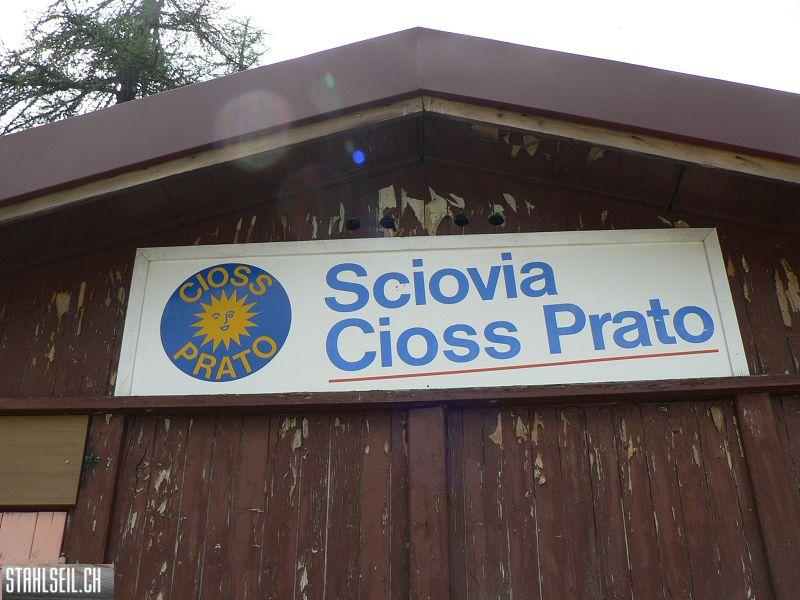 CIOSS
PRATO
Sciovia
Cioss Prato
STAHLSEIL.CH